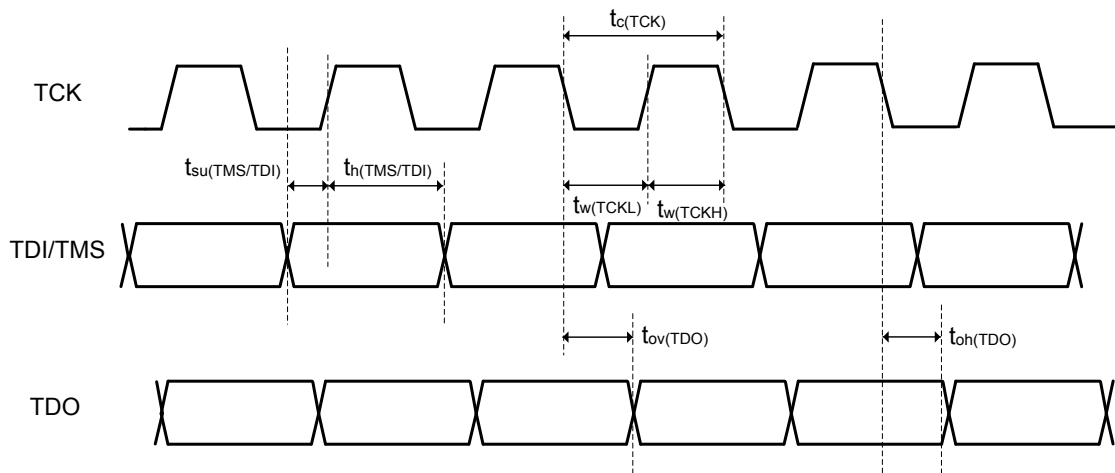 tc(TCK)
TCK
tsu(TMS/TDI)
th(TMS/TDI)
tw(TCKL)
tw(TCKH)
TDI/TMS
tov(TDO)
toh(TDO)
TDO